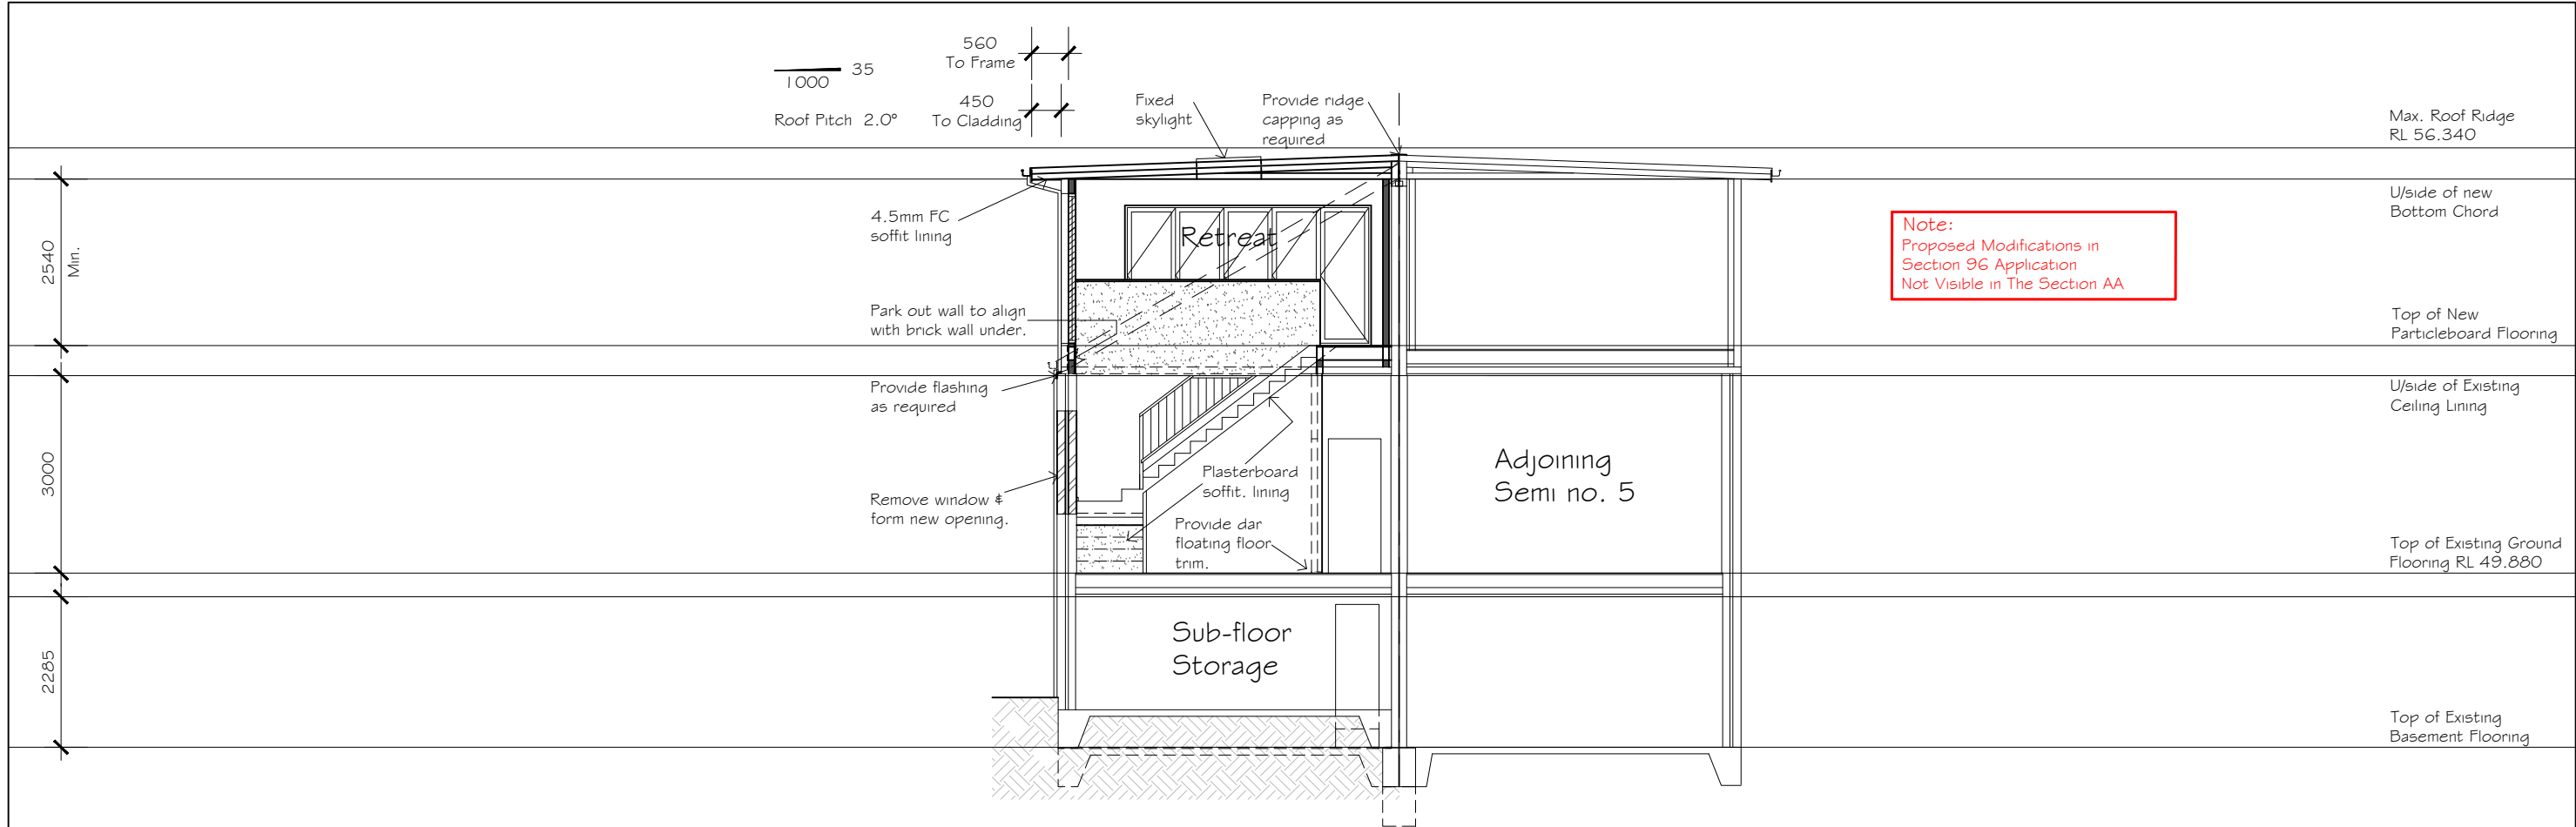 560
To Frame
35
1000
450
To Cladding
Roof Pitch 2.0°
Fixed
skylight
Provide ridge
capping as
required
Max. Roof Ridge
RL 56.340
U/side of new
Bottom Chord
4.5mm FC
soffit lining
Retreat
Note:
Proposed Modifications in
Section 96 Application
Not Visible in The Section AA
2540
Min.
Park out wall to align
with brick wall under.
Top of New
Particleboard Flooring
Provide flashing
as required
U/side of Existing
Ceiling Lining
3000
Adjoining
Semi no. 5
Plasterboard
soffit. lining
Remove window &
form new opening.
Provide dar
floating floor
trim.
Top of Existing Ground
Flooring RL 49.880
Sub-floor
Storage
2285
Top of Existing
Basement Flooring